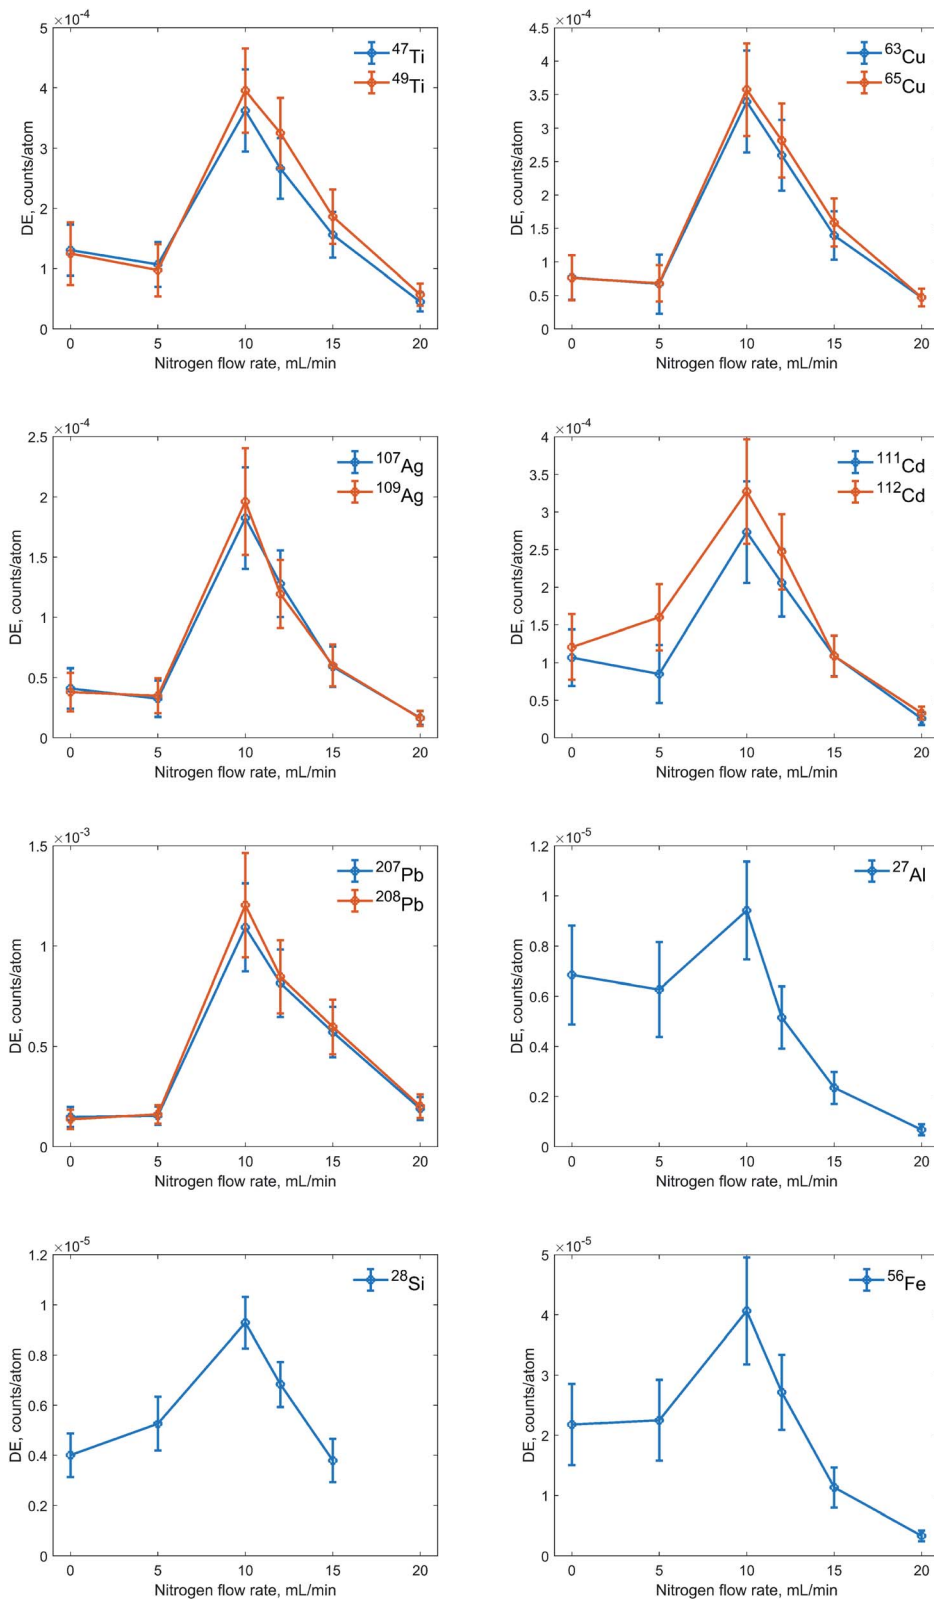 ×10⁻⁴
5
4
3
2
1
0
DE, counts/atom
⁴⁷Ti
⁴⁹Ti
0 5 10 15 20
Nitrogen flow rate, mL/min
×10⁻⁴
4.5
4
3.5
3
2.5
2
1.5
1
0.5
0
DE, counts/atom
⁶³Cu
⁶⁵Cu
0 5 10 15 20
Nitrogen flow rate, mL/min
×10⁻⁴
2.5
2
1.5
1
0.5
0
DE, counts/atom
¹⁰⁷Ag
¹⁰⁹Ag
0 5 10 15 20
Nitrogen flow rate, mL/min
×10⁻⁴
4
3.5
3
2.5
2
1.5
1
0.5
0
DE, counts/atom
¹¹¹Cd
¹¹²Cd
0 5 10 15 20
Nitrogen flow rate, mL/min
×10⁻³
1.5
1
0.5
0
DE, counts/atom
²⁰⁷Pb
²⁰⁸Pb
0 5 10 15 20
Nitrogen flow rate, mL/min
×10⁻⁵
1.2
1
0.8
0.6
0.4
0.2
0
DE, counts/atom
²⁷Al
0 5 10 15 20
Nitrogen flow rate, mL/min
×10⁻⁵
1.2
1
0.8
0.6
0.4
0.2
0
DE, counts/atom
²⁸Si
0 5 10 15 20
Nitrogen flow rate, mL/min
×10⁻⁵
5
4
3
2
1
0
DE, counts/atom
⁵⁶Fe
0 5 10 15 20
Nitrogen flow rate, mL/min